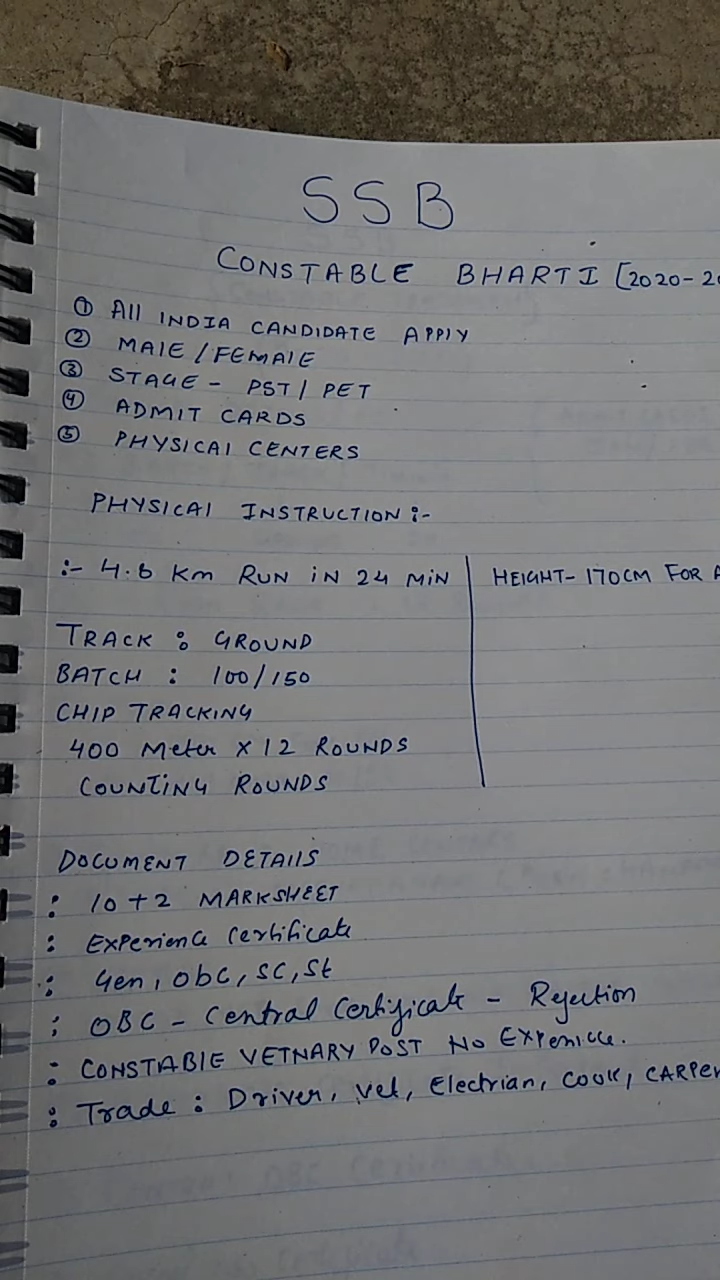 SSB
CONSTABLE BHARTI [2020-20
① All INDIA CANDIDATE APPlY
② MAlE / FEMAlE
③ STAGE - PST / PET
④ ADMIT CARDS
⑤ PHYSICAl CENTERS
PHYSICAl INSTRUCTION :-
:- 4.8 Km RUN iN 24 MiN
HEIGHT- 170CM FOR A
TRACK : GROUND
BATCH : 100/150
CHIP TRACKING
400 Meter X 12 ROUNDS
COUNTiNG ROUNDS
DOCUMENT DETAIlS
: 10+2 MARKSHEET
: Experience Certificate
: Gen, Obc, SC, St
: OBC - Central Certificate - Rejection
: CONSTABlE VETNARY POST NO EXPeniCce.
: Trade : Driver, vet, Electrian, Cook, CARPEN